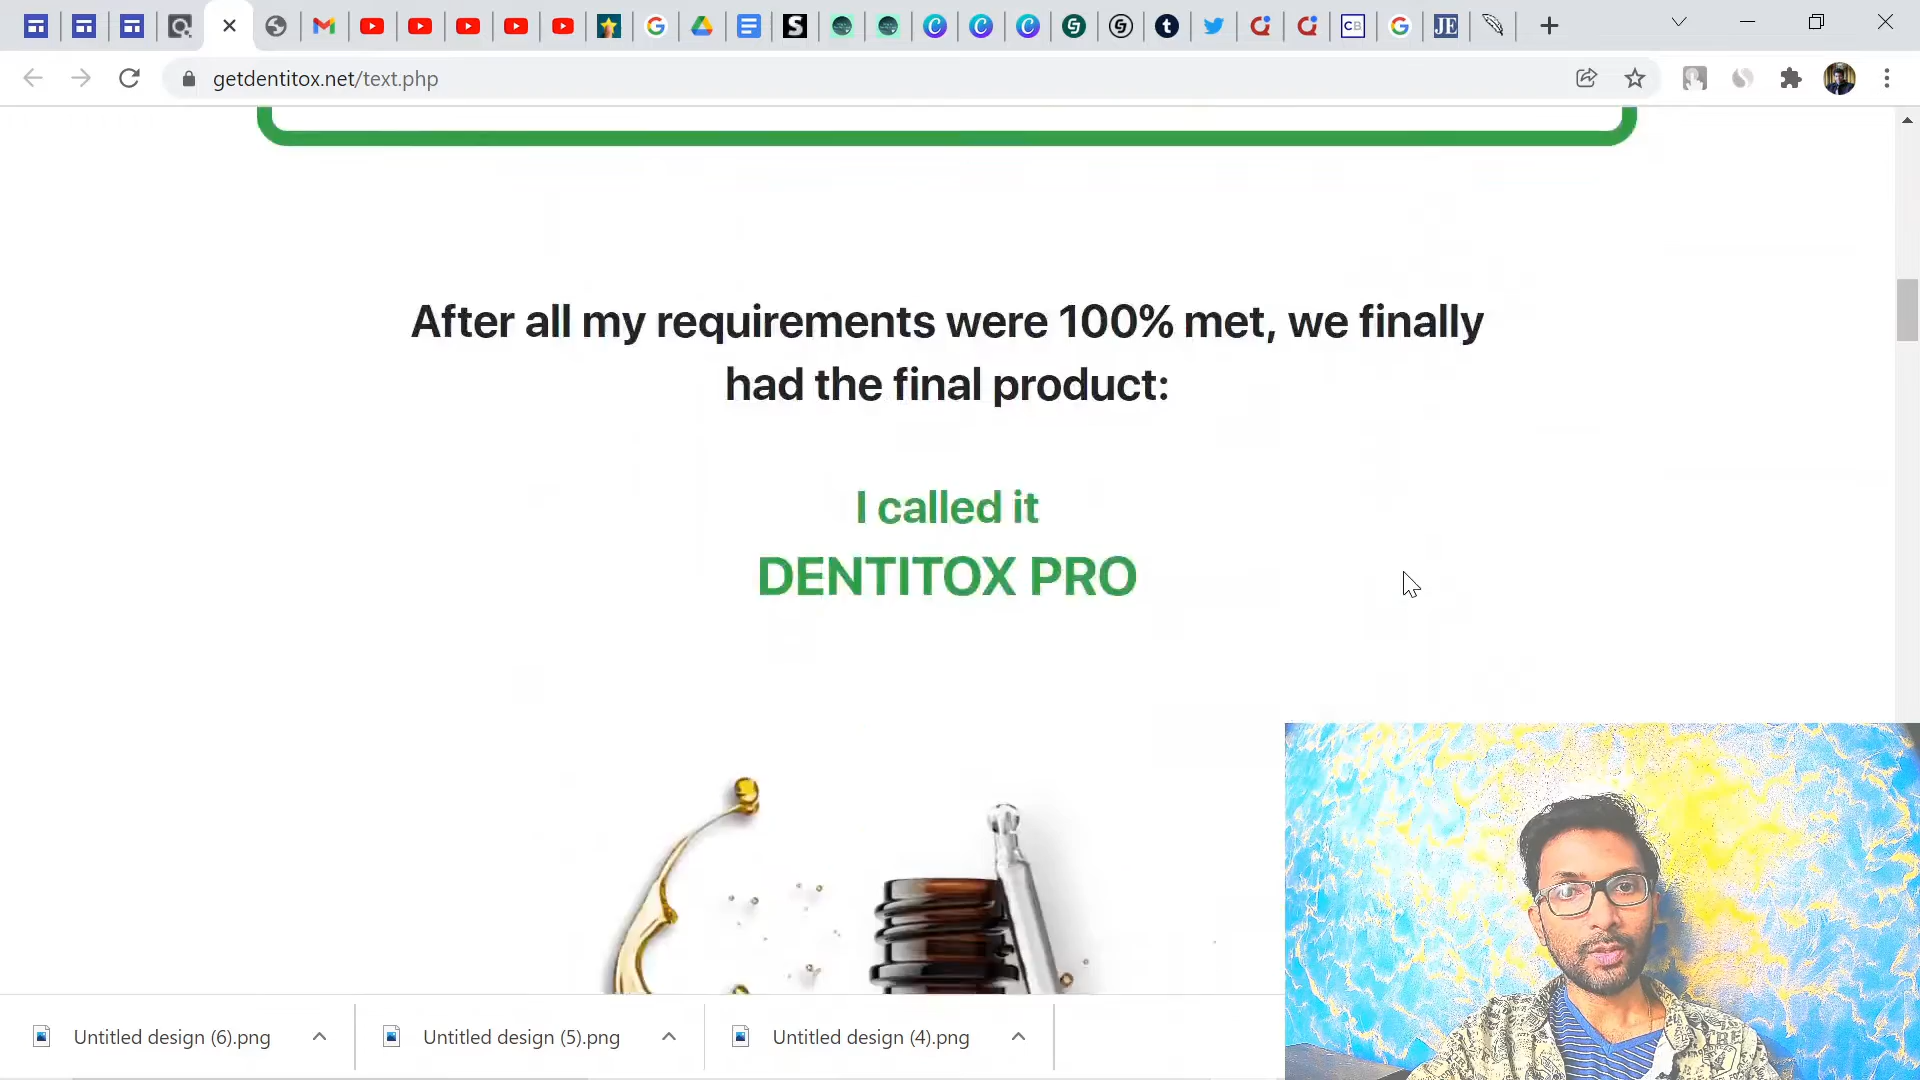 getdentitox.net/text.php
After all my requirements were 100% met, we finally
had the final product:
I called it
DENTITOX PRO
Untitled design (6).png
Untitled design (5).png
Untitled design (4).png